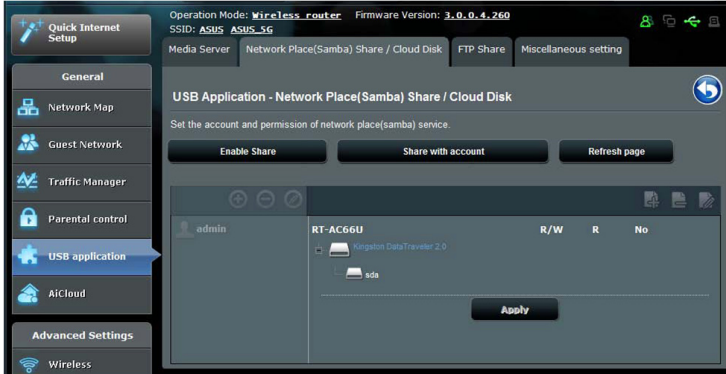 Quick Internet
Setup
Operation Mode: Wireless router Firmware Version: 3.0.0.4.260
SSID: ASUS ASUS_5G
Media Server Network Place(Samba) Share / Cloud Disk FTP Share Miscellaneous setting
General
Network Map
Guest Network
Traffic Manager
Parental control
USB application
AiCloud
Advanced Settings
Wireless
USB Application - Network Place(Samba) Share / Cloud Disk
Set the account and permission of network place(samba) service.
Enable Share Share with account Refresh page
admin
RT-AC66U R/W R No
Kingston DataTraveler 2.0
sda
Apply